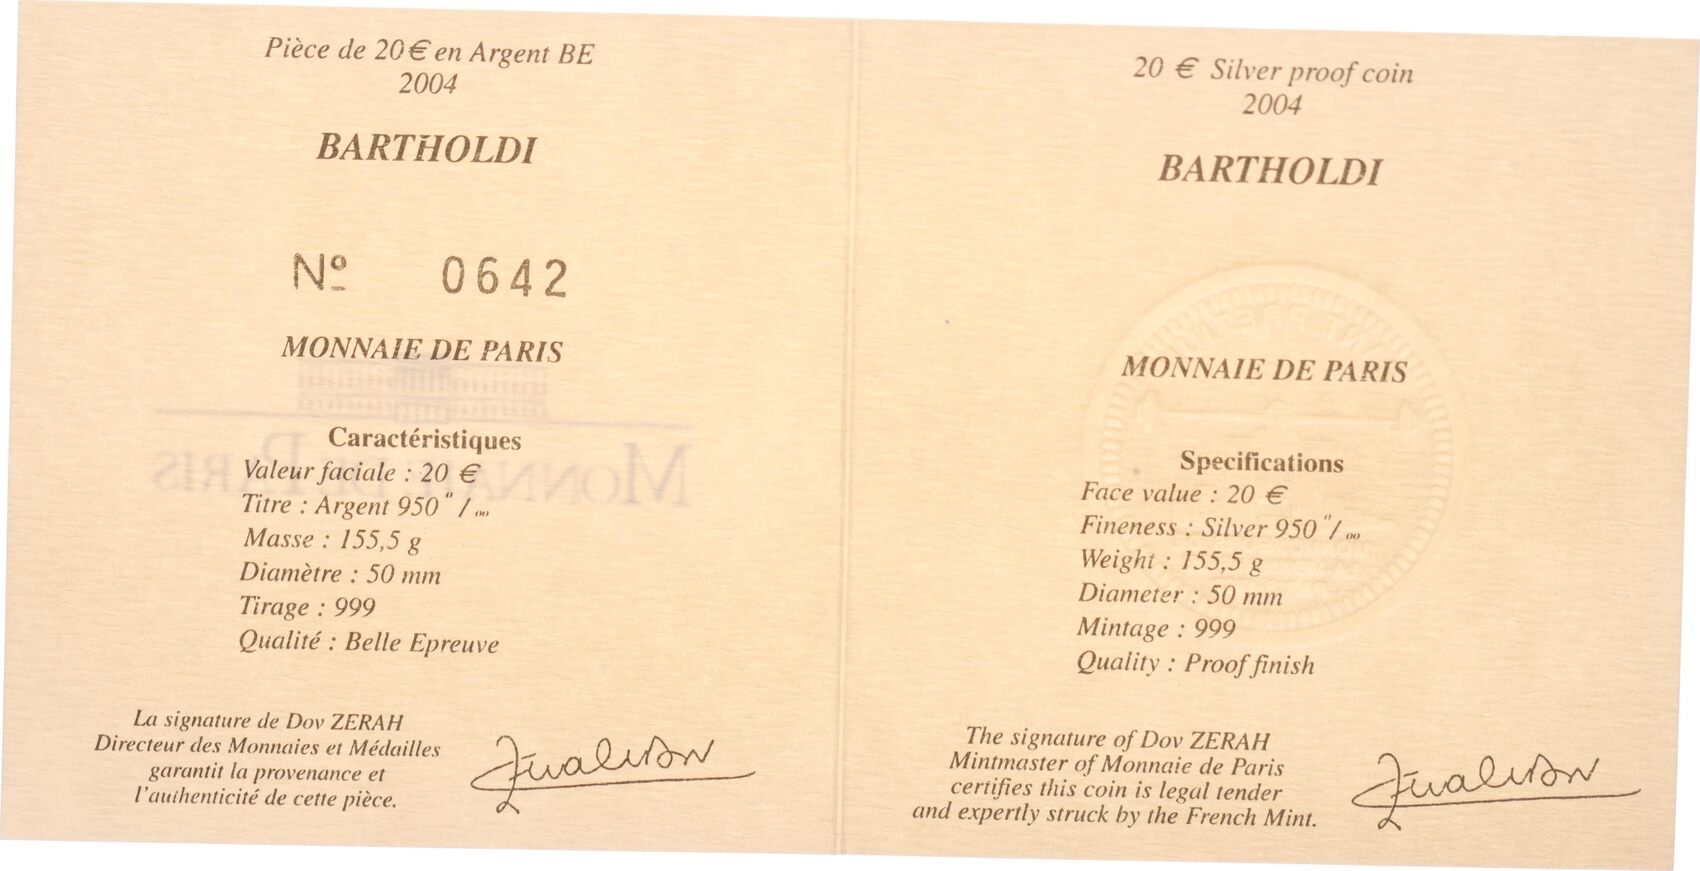 Pièce de 20 € en Argent BE
2004
BARTHOLDI
Nº 0642
MONNAIE DE PARIS
Caractéristiques
Valeur faciale : 20 €
Titre : Argent 950 °/₀₀
Masse : 155,5 g
Diamètre : 50 mm
Tirage : 999
Qualité : Belle Epreuve
La signature de Dov ZERAH
Directeur des Monnaies et Médailles
garantit la provenance et
l'authenticité de cette pièce.
20 € Silver proof coin
2004
BARTHOLDI
MONNAIE DE PARIS
Specifications
Face value : 20 €
Fineness : Silver 950 °/₀₀
Weight : 155,5 g
Diameter : 50 mm
Mintage : 999
Quality : Proof finish
The signature of Dov ZERAH
Mintmaster of Monnaie de Paris
certifies this coin is legal tender
and expertly struck by the French Mint.